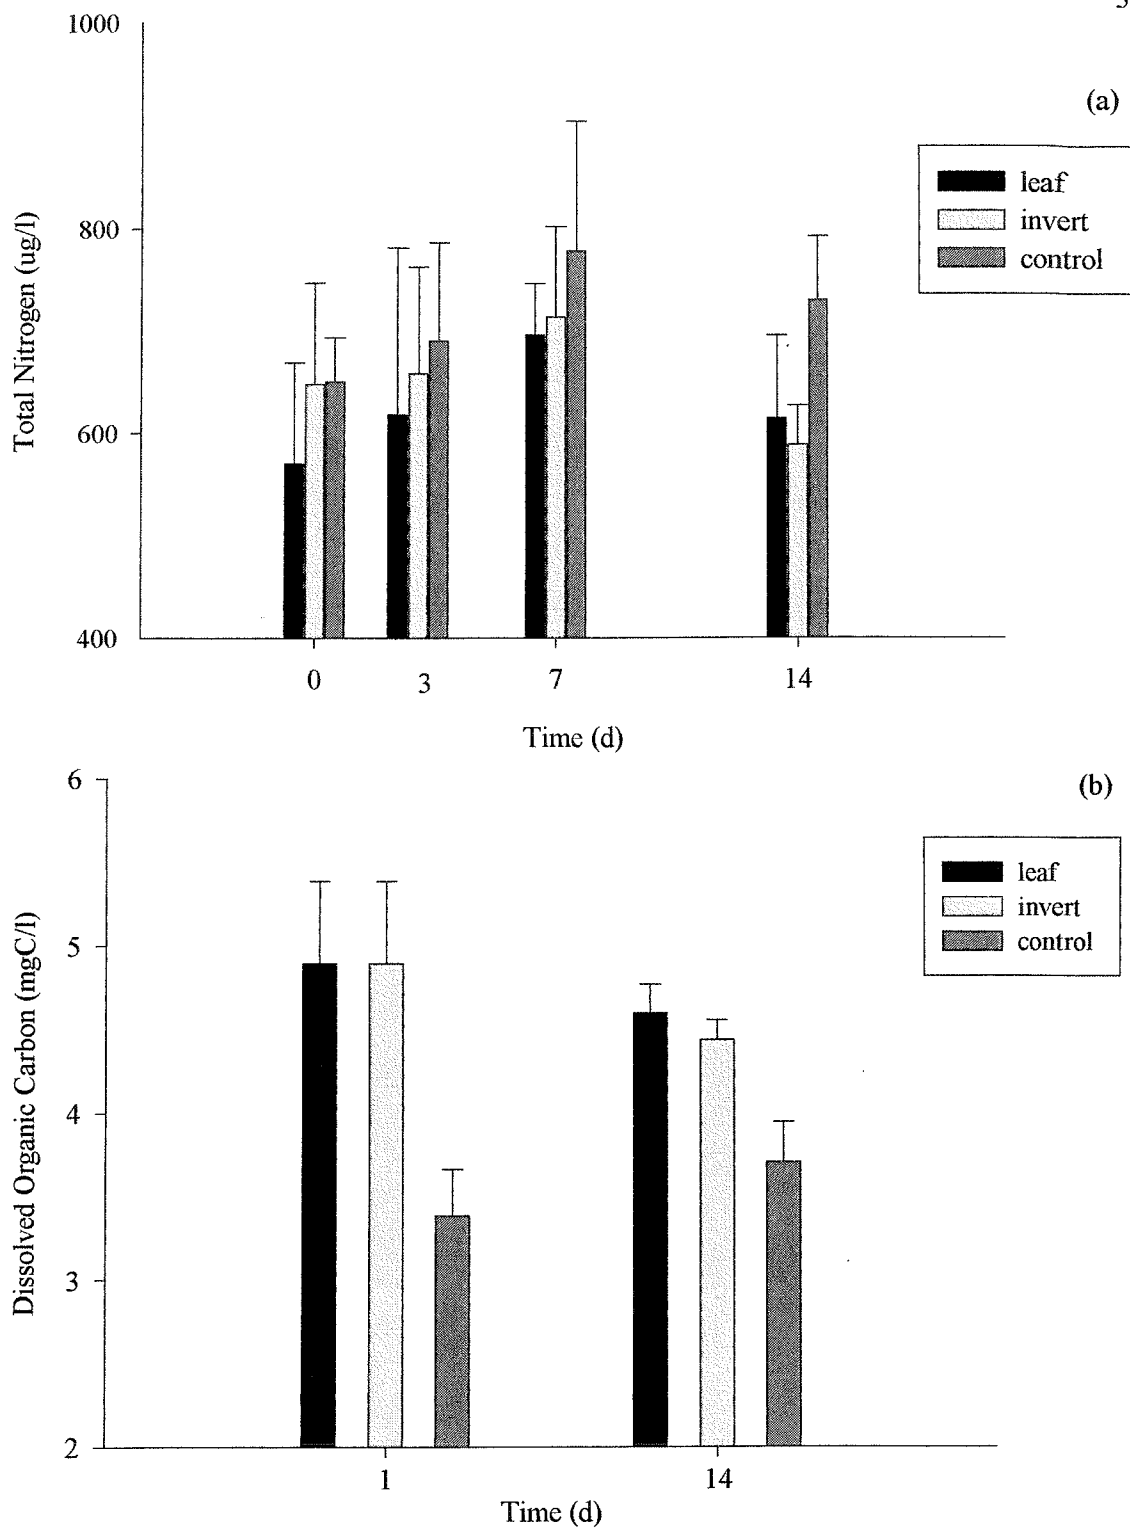 1000
(a)
leaf
invert
control
800
600
400
Total Nitrogen (ug/l)
0 3 7 14
Time (d)
6
(b)
leaf
invert
control
5
4
3
2
Dissolved Organic Carbon (mgC/l)
1 14
Time (d)